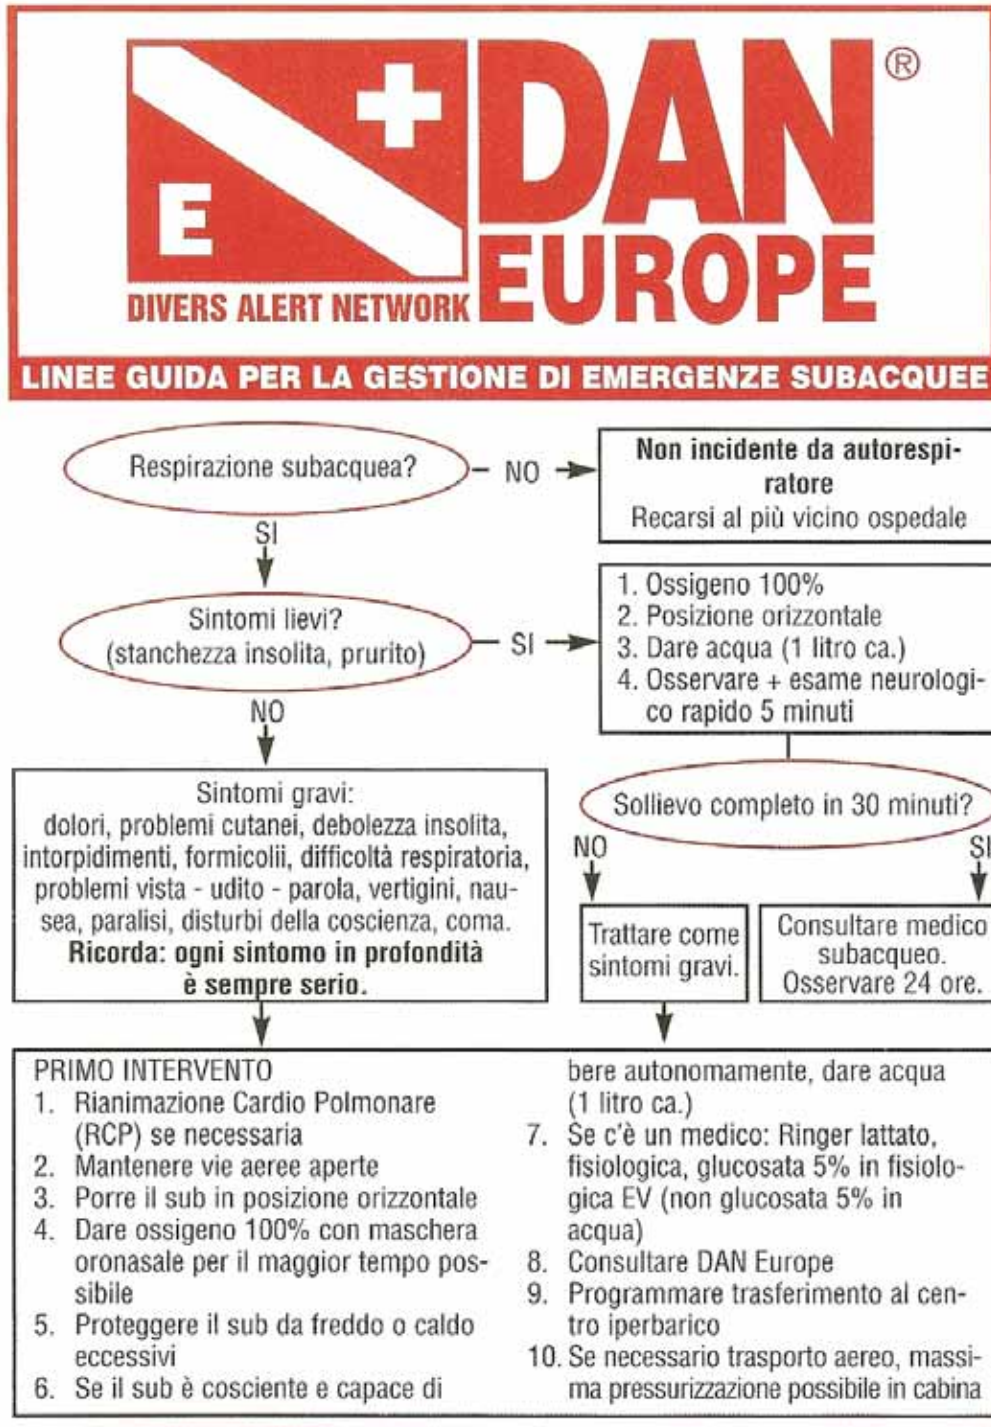 E
DIVERS ALERT NETWORK
DAN®
EUROPE
LINEE GUIDA PER LA GESTIONE DI EMERGENZE SUBACQUEE
Respirazione subacquea?
NO
Non incidente da autorespi-
ratore
Recarsi al più vicino ospedale
SI
Sintomi lievi?
(stanchezza insolita, prurito)
SI
1. Ossigeno 100%
2. Posizione orizzontale
3. Dare acqua (1 litro ca.)
4. Osservare + esame neurologi-
co rapido 5 minuti
NO
Sintomi gravi:
dolori, problemi cutanei, debolezza insolita,
intorpidimenti, formicolii, difficoltà respiratoria,
problemi vista - udito - parola, vertigini, nau-
sea, paralisi, disturbi della coscienza, coma.
Ricorda: ogni sintomo in profondità
è sempre serio.
Sollievo completo in 30 minuti?
NO
SI
Trattare come
sintomi gravi.
Consultare medico
subacqueo.
Osservare 24 ore.
PRIMO INTERVENTO
1. Rianimazione Cardio Polmonare
(RCP) se necessaria
2. Mantenere vie aeree aperte
3. Porre il sub in posizione orizzontale
4. Dare ossigeno 100% con maschera
oronasale per il maggior tempo pos-
sibile
5. Proteggere il sub da freddo o caldo
eccessivi
6. Se il sub è cosciente e capace di
bere autonomamente, dare acqua
(1 litro ca.)
7. Se c'è un medico: Ringer lattato,
fisiologica, glucosata 5% in fisiolo-
gica EV (non glucosata 5% in
acqua)
8. Consultare DAN Europe
9. Programmare trasferimento al cen-
tro iperbarico
10. Se necessario trasporto aereo, massi-
ma pressurizzazione possibile in cabina